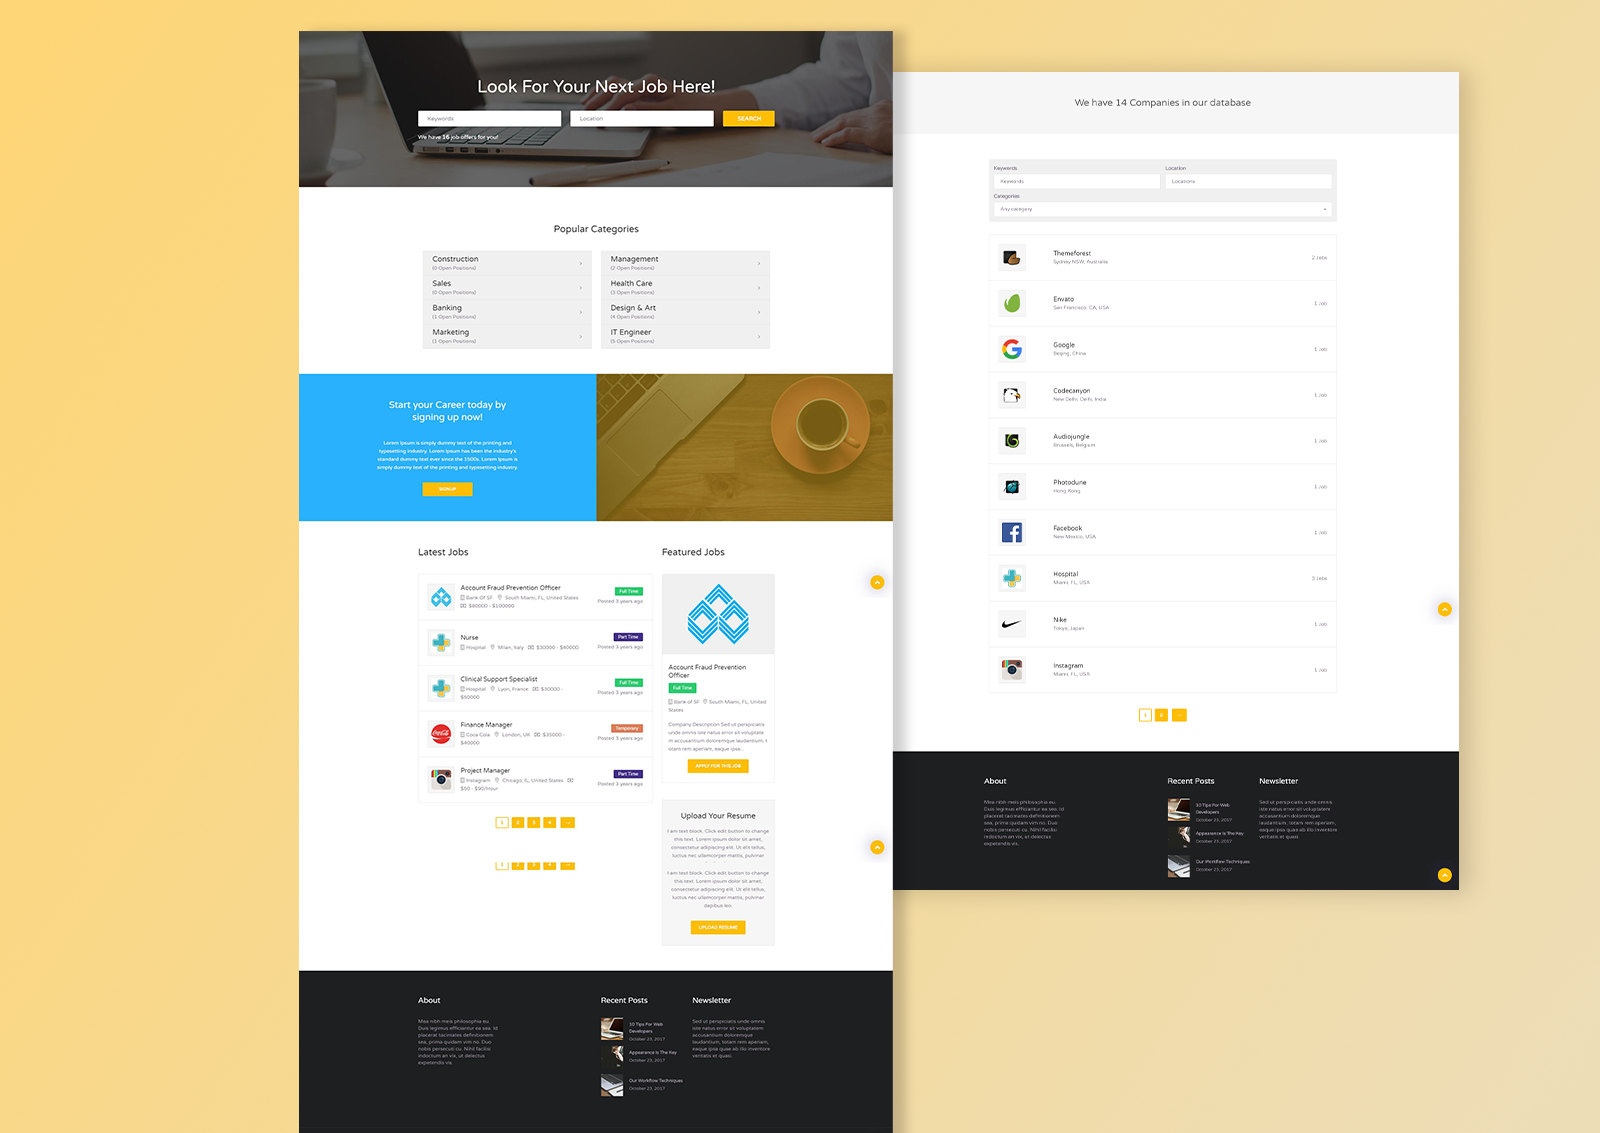 Look For Your Next Job Here!
Keywords
Location
SEARCH
We have 16 job offers for you!
Popular Categories
Construction
(0 Open Positions)
Sales
(0 Open Positions)
Banking
(1 Open Positions)
Marketing
(1 Open Positions)
Management
(2 Open Positions)
Health Care
(3 Open Positions)
Design & Art
(4 Open Positions)
IT Engineer
(5 Open Positions)
Start your Career today by
signing up now!
Lorem Ipsum is simply dummy text of the printing and
typesetting industry. Lorem Ipsum has been the industry's
standard dummy text ever since the 1500s. Lorem Ipsum is
simply dummy text of the printing and typesetting industry.
SIGNUP
Latest Jobs
Account Fraud Prevention Officer
Bank Of SF South Miami, FL, United States
$80000 - $100000
Full Time
Posted 3 years ago
Nurse
Hospital Milan, Italy $30000 - $40000
Part Time
Posted 3 years ago
Clinical Support Specialist
Hospital Lyon, France $30000 -
$50000
Full Time
Posted 3 years ago
Coca Cola
Finance Manager
Coca Cola London, UK $35000 -
$40000
Temporary
Posted 3 years ago
Project Manager
Instagram Chicago, IL, United States
$50 - $90/Hour
Part Time
Posted 3 years ago
1 2 3 4 →
1 2 3 4 →
Featured Jobs
Account Fraud Prevention
Officer
Full Time
Bank of SF South Miami, FL, United
States
Company Description Sed ut perspiciatis
unde omnis iste natus error sit voluptate
m accusantium doloremque laudantium, t
otam rem aperiam, eaque ipsa...
APPLY FOR THIS JOB
Upload Your Resume
I am text block. Click edit button to change
this text. Lorem ipsum dolor sit amet,
consectetur adipiscing elit. Ut elit tellus,
luctus nec ullamcorper mattis, pulvinar
I am text block. Click edit button to change
this text. Lorem ipsum dolor sit amet,
consectetur adipiscing elit. Ut elit tellus,
luctus nec ullamcorper mattis, pulvinar
dapibus leo.
UPLOAD RESUME
About
Mea nibh meis philosophia eu.
Duis legimus efficiantur ea sea. Id
placerat tacimates definitionem
sea, prima quidam vim no. Duo
nobis persecuti cu. Nihil facilisi
indoctum an vix, ut delectus
expetendis vis.
Recent Posts
10 Tips For Web
Developers
October 23, 2017
Appearance Is The Key
October 23, 2017
Our Workflow Techniques
October 23, 2017
Newsletter
Sed ut perspiciatis unde omnis
iste natus error sit voluptatem
accusantium doloremque
laudantium, totam rem aperiam,
eaque ipsa quae ab illo inventore
veritatis et quasi.
We have 14 Companies in our database
Keywords
Keywords
Location
Locations
Categories
Any category
Themeforest
Sydney NSW, Australia
2 Jobs
Envato
San Francisco, CA, USA
1 Job
Google
Beijing, China
1 Job
Codecanyon
New Delhi, Delhi, India
1 Job
Audiojungle
Brussels, Belgium
1 Job
Photodune
Hong Kong
1 Job
Facebook
New Mexico, USA
1 Job
Hospital
Miami, FL, USA
3 Jobs
Nike
Tokyo, Japan
1 Job
Instagram
Miami, FL, USA
1 Job
1 2 →
About
Mea nibh meis philosophia eu.
Duis legimus efficiantur ea sea. Id
placerat tacimates definitionem
sea, prima quidam vim no. Duo
nobis persecuti cu. Nihil facilisi
indoctum an vix, ut delectus
expetendis vis.
Recent Posts
10 Tips For Web
Developers
October 23, 2017
Appearance Is The Key
October 23, 2017
Our Workflow Techniques
October 23, 2017
Newsletter
Sed ut perspiciatis unde omnis
iste natus error sit voluptatem
accusantium doloremque
laudantium, totam rem aperiam,
eaque ipsa quae ab illo inventore
veritatis et quasi.